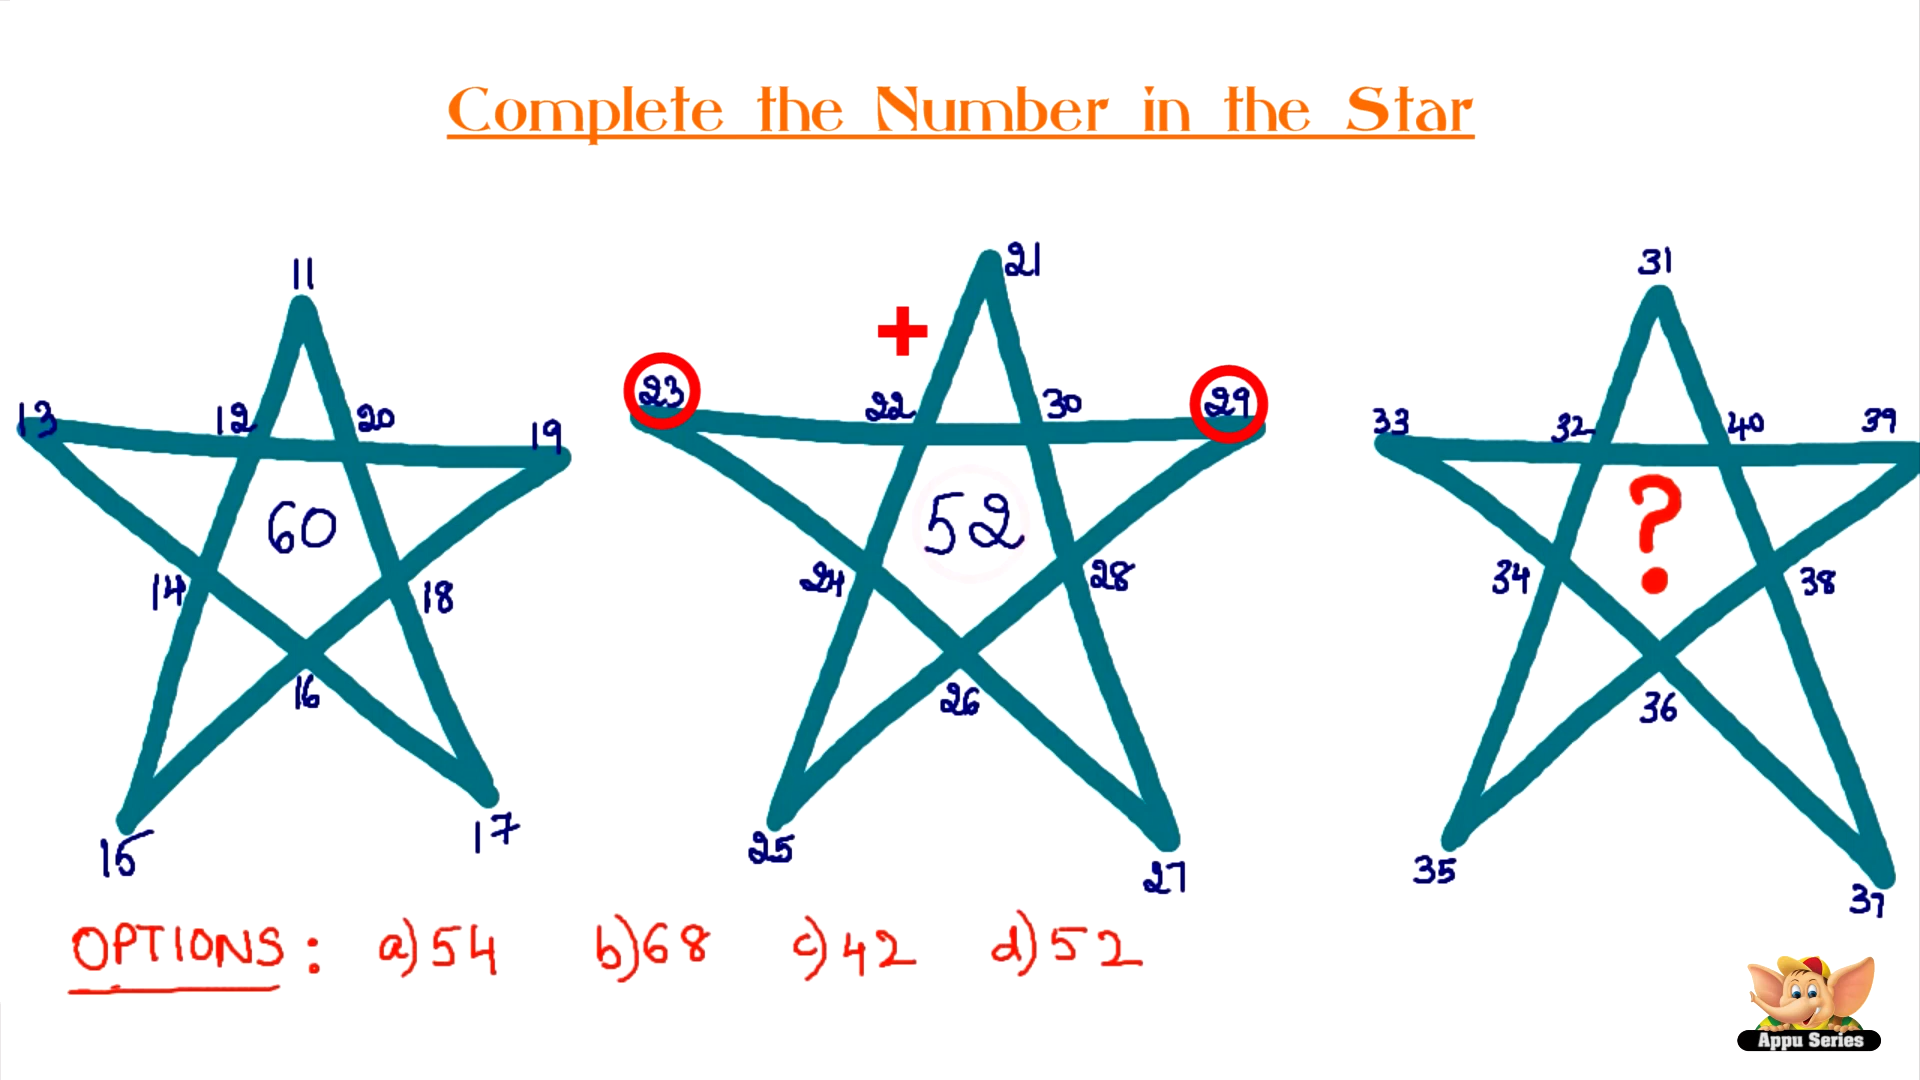 Complete the Number in the Star
11
13 12 20 19
60
14 18
16
15 17
21
+
23 22 30 29
52
24 28
26
25 27
31
33 32 40 39
?
34 38
36
35 37
OPTIONS: a) 54 b) 68 c) 42 d) 52
Appu Series